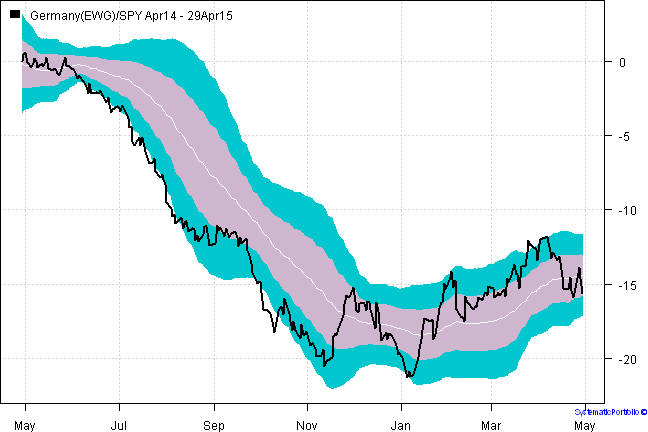 Germany(EWG)/SPY Apr14 - 29Apr15
0
-5
-10
-15
-20
May Jul Sep Nov Jan Mar May
SystematicPortfolio ©